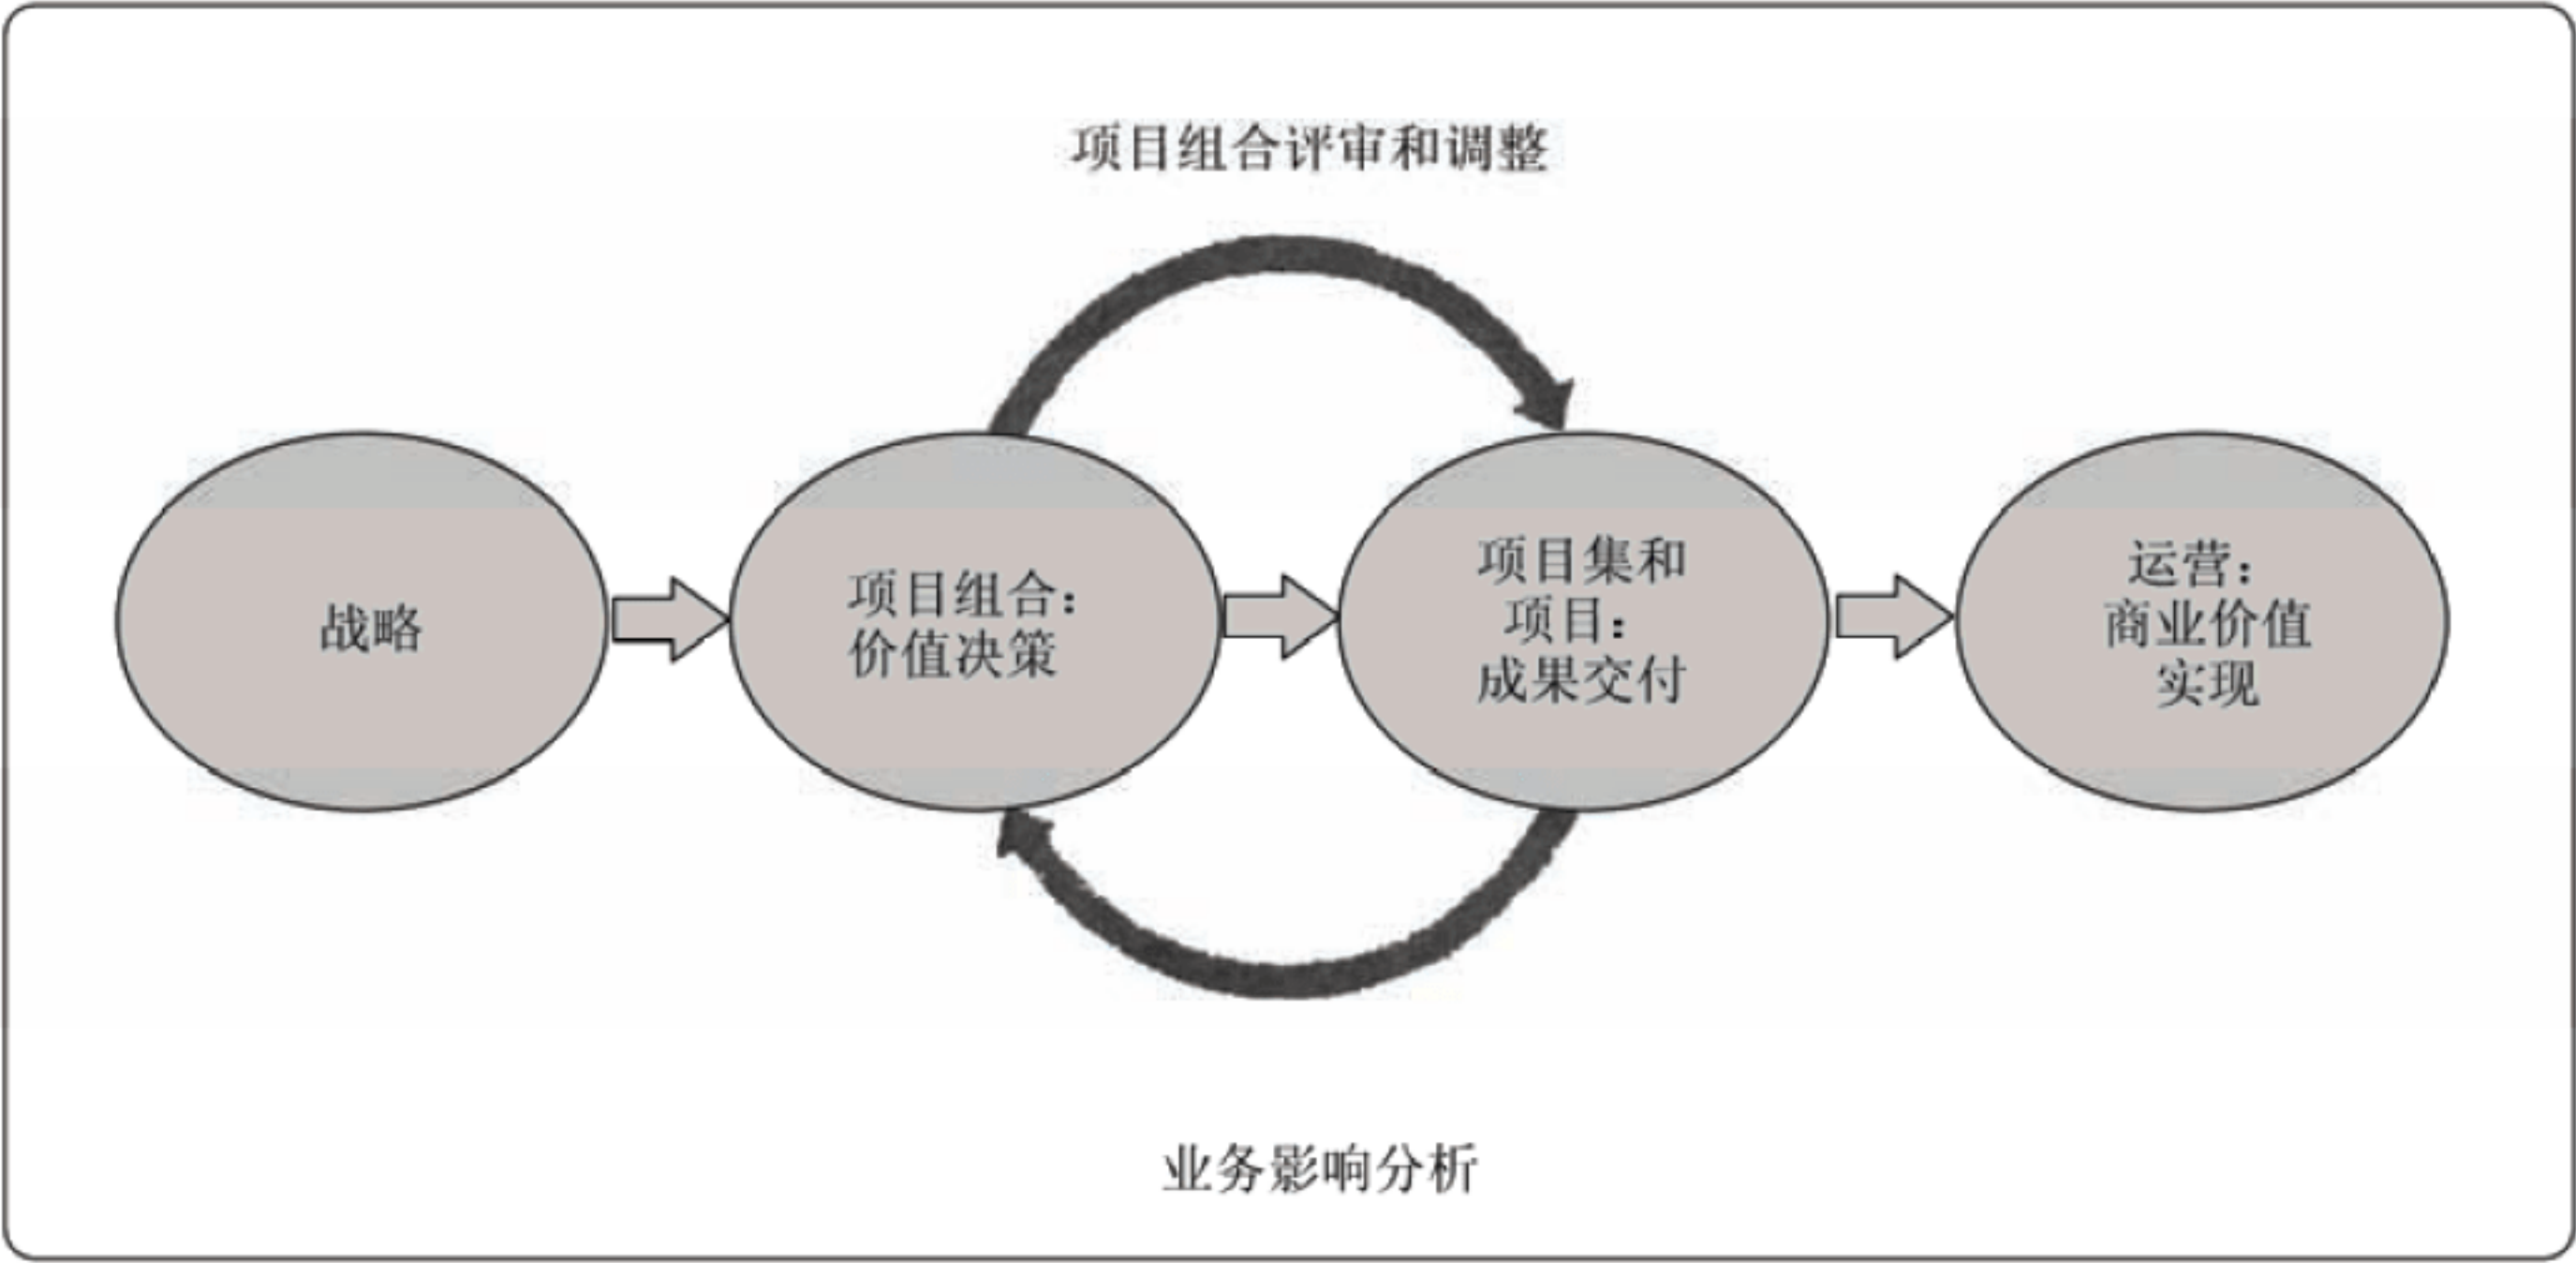 项目组合评审和调整
战略
项目组合：
价值决策
项目集和
项目：
成果交付
运营：
商业价值
实现
业务影响分析